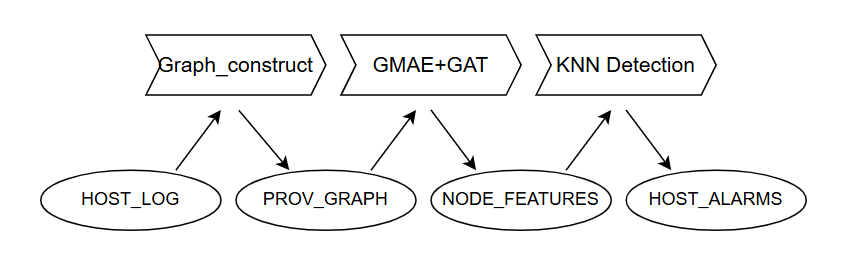 Graph_construct
GMAE+GAT
KNN Detection
HOST_LOG
PROV_GRAPH
NODE_FEATURES
HOST_ALARMS